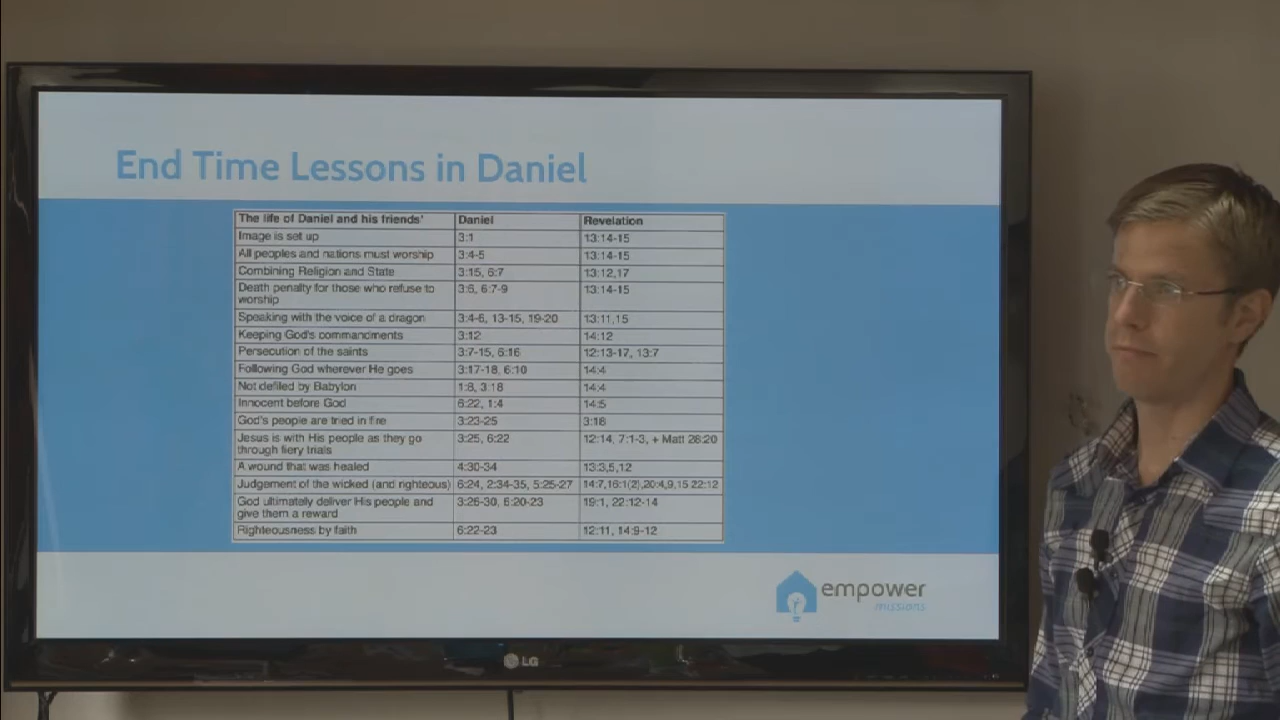 End Time Lessons in Daniel
The life of Daniel and his friends' Daniel Revelation
Image is set up 3:1 13:14-15
All peoples and nations must worship 3:4-5 13:14-15
Combining Religion and State 3:15, 6:7 13:12,17
Death penalty for those who refuse to 3:6, 6:7-9 13:14-15
worship
Speaking with the voice of a dragon 3:4-6, 13-15, 19-20 13:11,15
Keeping God's commandments 3:12 14:12
Persecution of the saints 3:7-15, 6:16 12:13-17, 13:7
Following God wherever He goes 3:17-18, 6:10 14:4
Not defiled by Babylon 1:8, 3:18 14:4
Innocent before God 6:22, 1:4 14:5
God's people are tried in fire 3:23-25 3:18
Jesus is with His people as they go 3:25, 6:22 12:14, 7:1-3, + Matt 28:20
through fiery trials
A wound that was healed 4:30-34 13:3,5,12
Judgement of the wicked (and righteous) 6:24, 2:34-35, 5:25-27 14:7,16:1(2),20:4,9,15 22:12
God ultimately deliver His people and 3:26-30, 6:20-23 19:1, 22:12-14
give them a reward
Righteousness by faith 6:22-23 12:11, 14:9-12
empower
missions
LG